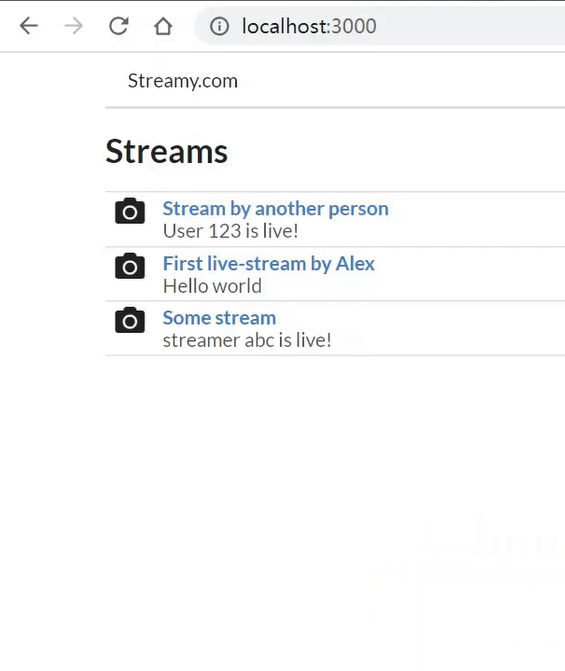 localhost:3000
Streamy.com
Streams
Stream by another person
User 123 is live!
First live-stream by Alex
Hello world
Some stream
streamer abc is live!